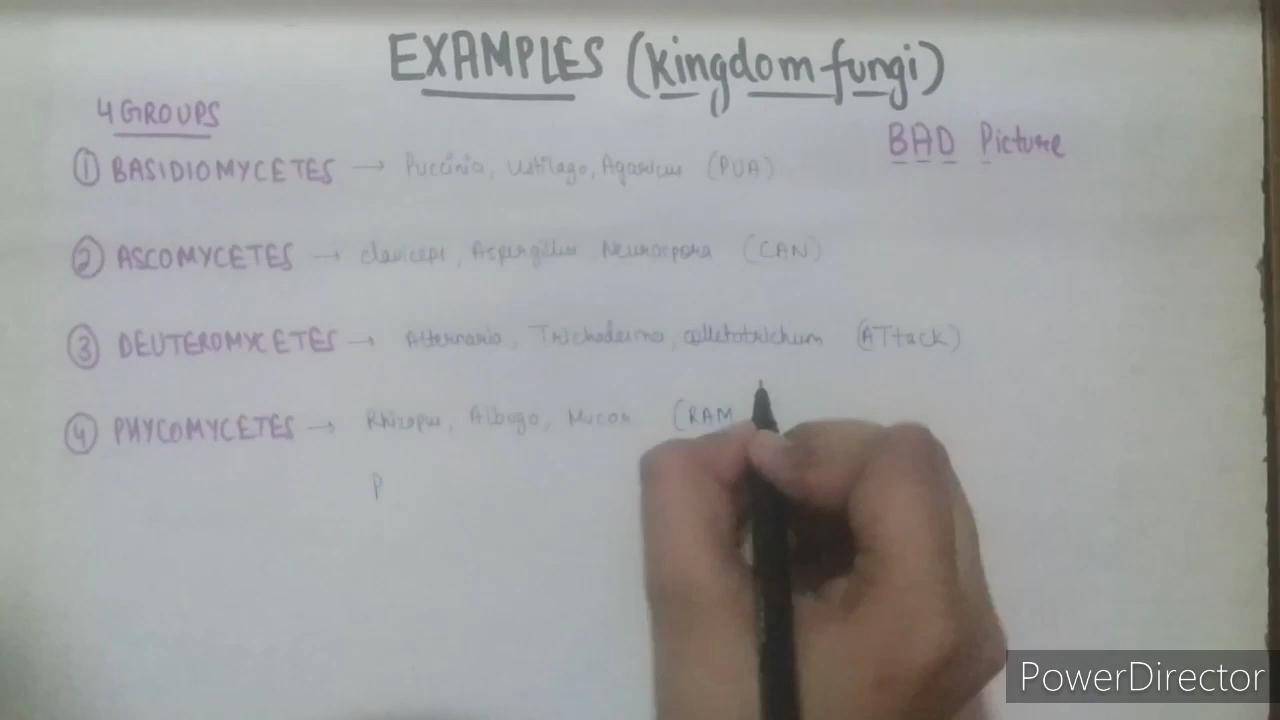 EXAMPLES (kingdom fungi)
4 GROUPS
BAD Picture
① BASIDIOMYCETES → Puccinia, Ustilago, Agaricus (PUA)
② ASCOMYCETES → claviceps, Aspergillus Neurospora (CAN)
③ DEUTEROMYCETES → Alternaria, Trichoderma, colletotrichum (ATtack)
④ PHYCOMYCETES → Rhizopus, Albugo, Mucor (RAM
P
PowerDirector